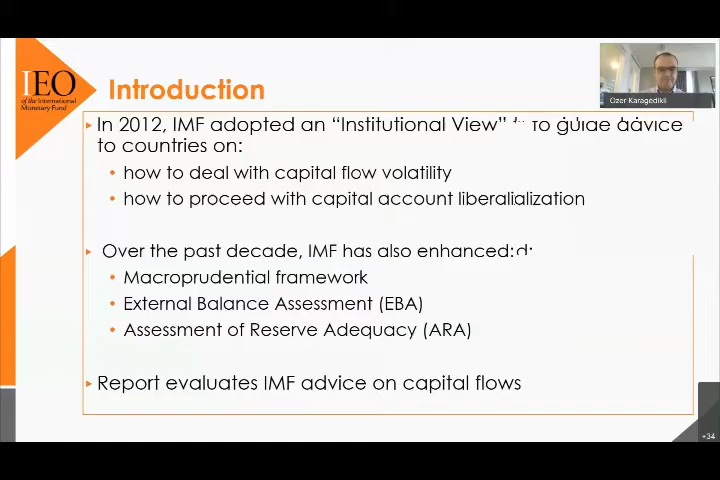 IEO
of the International
Monetary Fund
Introduction
Ozer Karagedikli
In 2012, IMF adopted an “Institutional View” to guide advice
to countries on:
how to deal with capital flow volatility
how to proceed with capital account liberalialization
Over the past decade, IMF has also enhanced:
Macroprudential framework
External Balance Assessment (EBA)
Assessment of Reserve Adequacy (ARA)
Report evaluates IMF advice on capital flows
+34